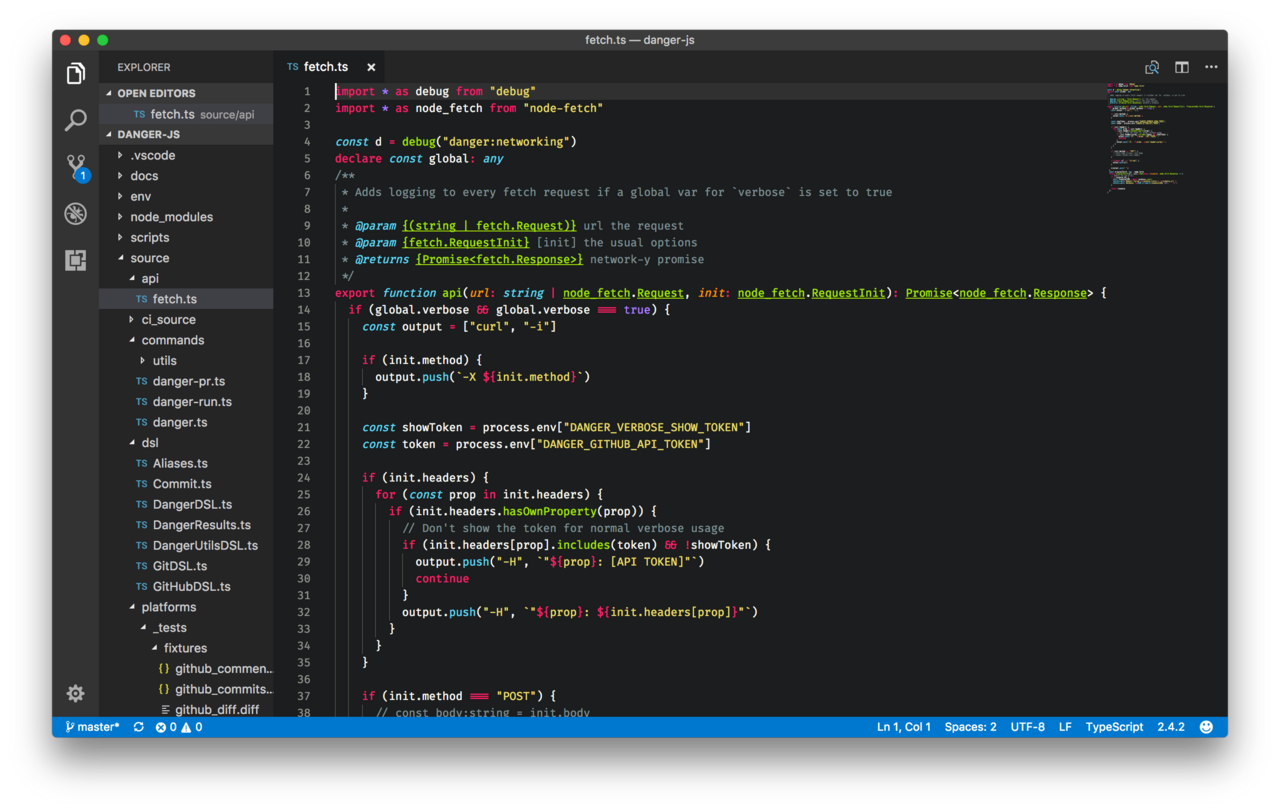 fetch.ts — danger-js
EXPLORER
OPEN EDITORS
TS fetch.ts source/api
DANGER-JS
.vscode
docs
env
node_modules
scripts
source
api
TS fetch.ts
ci_source
commands
utils
TS danger-pr.ts
TS danger-run.ts
TS danger.ts
dsl
TS Aliases.ts
TS Commit.ts
TS DangerDSL.ts
TS DangerResults.ts
TS DangerUtilsDSL.ts
TS GitDSL.ts
TS GitHubDSL.ts
platforms
_tests
fixtures
{} github_commen...
{} github_commits...
github_diff.diff
1
TS fetch.ts ×
1 import * as debug from "debug"
2 import * as node_fetch from "node-fetch"
3
4 const d = debug("danger:networking")
5 declare const global: any
6 /**
7 * Adds logging to every fetch request if a global var for `verbose` is set to true
8 *
9 * @param {(string | fetch.Request)} url the request
10 * @param {fetch.RequestInit} [init] the usual options
11 * @returns {Promise<fetch.Response>} network-y promise
12 */
13 export function api(url: string | node_fetch.Request, init: node_fetch.RequestInit): Promise<node_fetch.Response> {
14 if (global.verbose && global.verbose === true) {
15 const output = ["curl", "-i"]
16
17 if (init.method) {
18 output.push(`-X ${init.method}`)
19 }
20
21 const showToken = process.env["DANGER_VERBOSE_SHOW_TOKEN"]
22 const token = process.env["DANGER_GITHUB_API_TOKEN"]
23
24 if (init.headers) {
25 for (const prop in init.headers) {
26 if (init.headers.hasOwnProperty(prop)) {
27 // Don't show the token for normal verbose usage
28 if (init.headers[prop].includes(token) && !showToken) {
29 output.push("-H", `"${prop}: [API TOKEN]"`)
30 continue
31 }
32 output.push("-H", `"${prop}: ${init.headers[prop]}"`)
33 }
34 }
35 }
36
37 if (init.method === "POST") {
38 // const body:string = init.body
master* 0 0
Ln 1, Col 1 Spaces: 2 UTF-8 LF TypeScript 2.4.2